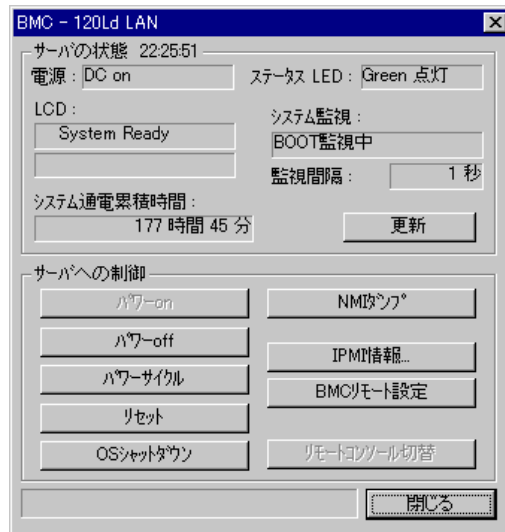 BMC - 120Ld LAN
サーバの状態 22:25:51
電源 : DC on
ステータス LED : Green 点灯
LCD :
System Ready
システム監視 :
BOOT監視中
監視間隔 : 1 秒
システム通電累積時間 :
177 時間 45 分
更新
サーバへの制御
パワーon
パワーoff
パワーサイクル
リセット
OSシャットダウン
NMIダンプ
IPMI情報...
BMCリモート設定
リモートコンソール切替
閉じる